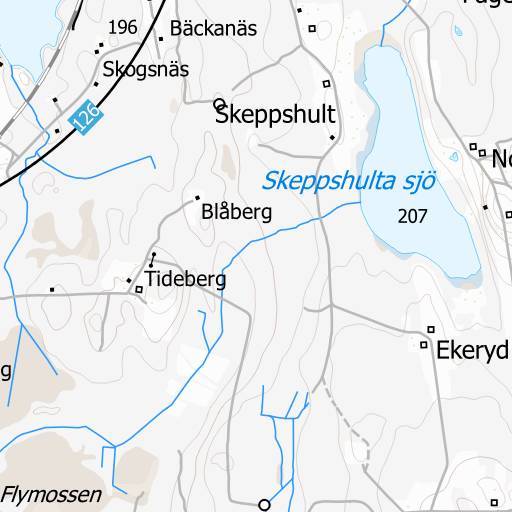 196
Bäckanäs
Skogsnäs
126
Skeppshult
Skeppshulta sjö
Blåberg
207
Tideberg
Ekeryd
g
Flymossen